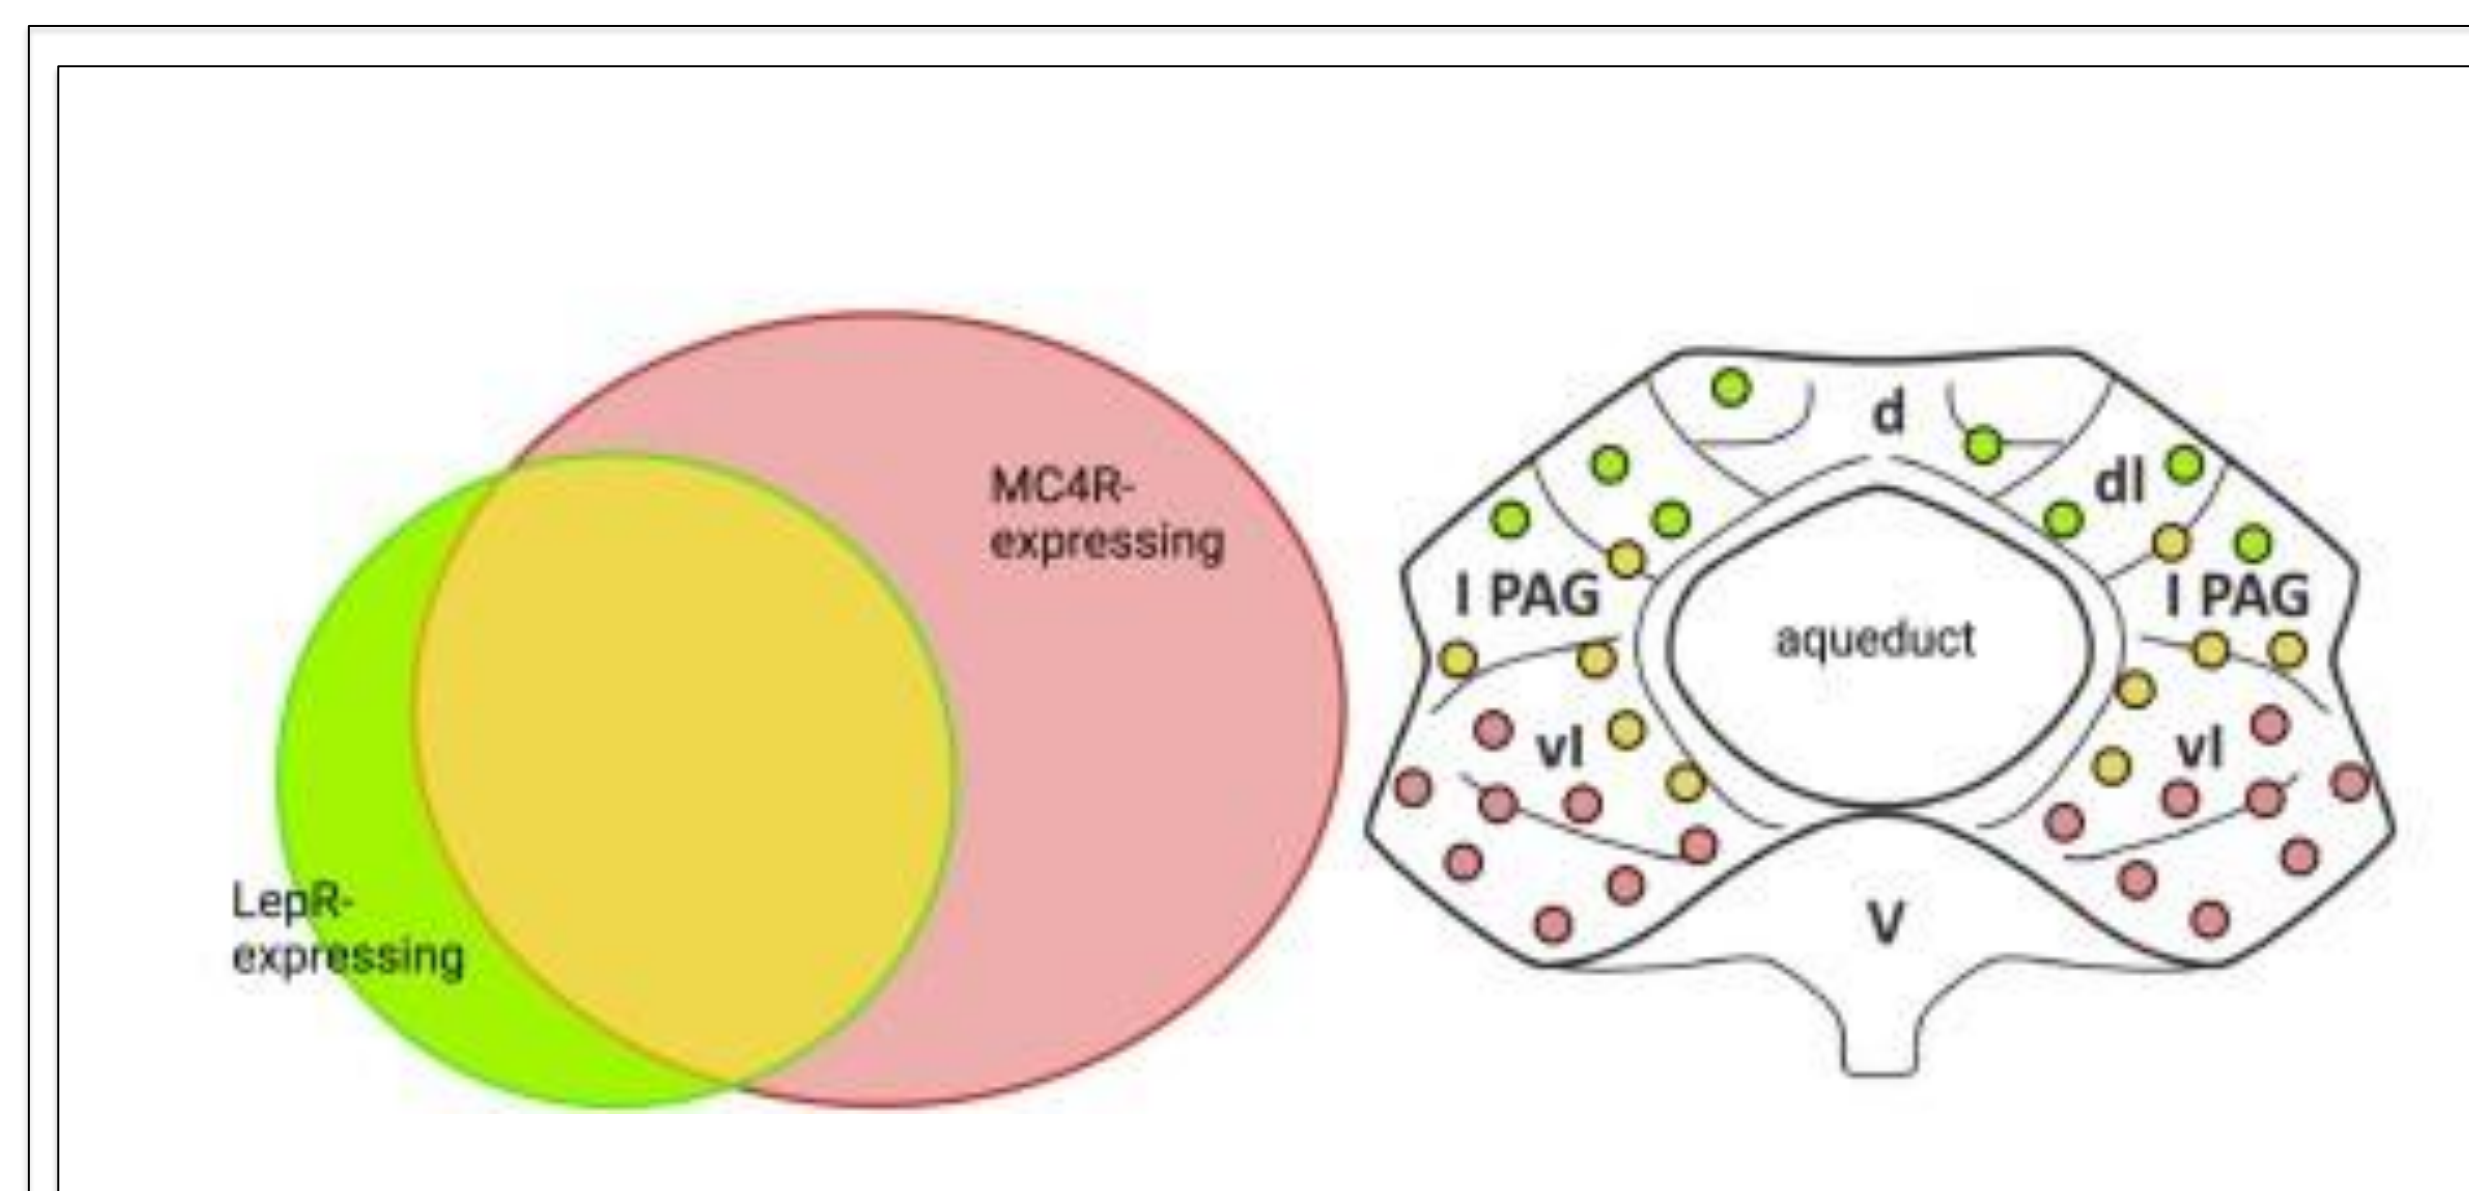 MC4R-
expressing
LepR-
expressing
d
dl
l PAG
l PAG
aqueduct
vl
vl
V